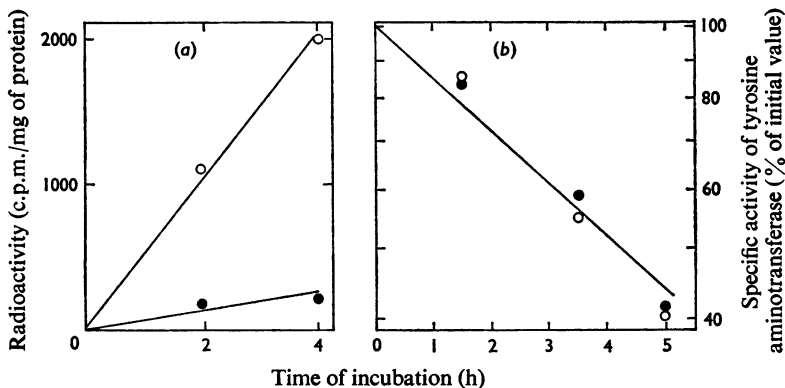 Radioactivity (c.p.m./mg of protein)
2000
1000
0
2
4
(a)
(b)
0
1
2
3
4
5
100
80
60
40
Specific activity of tyrosine
aminotransferase (% of initial value)
Time of incubation (h)